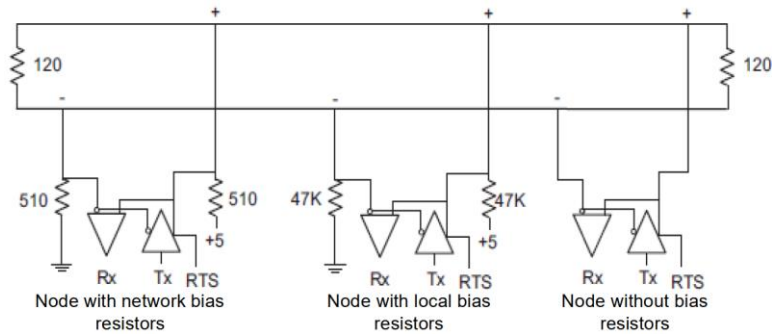 + + +
120 120
- - -
510 510 47K 47K
+5 +5
Rx Tx RTS Rx Tx RTS Rx Tx RTS
Node with network bias
resistors
Node with local bias
resistors
Node without bias
resistors